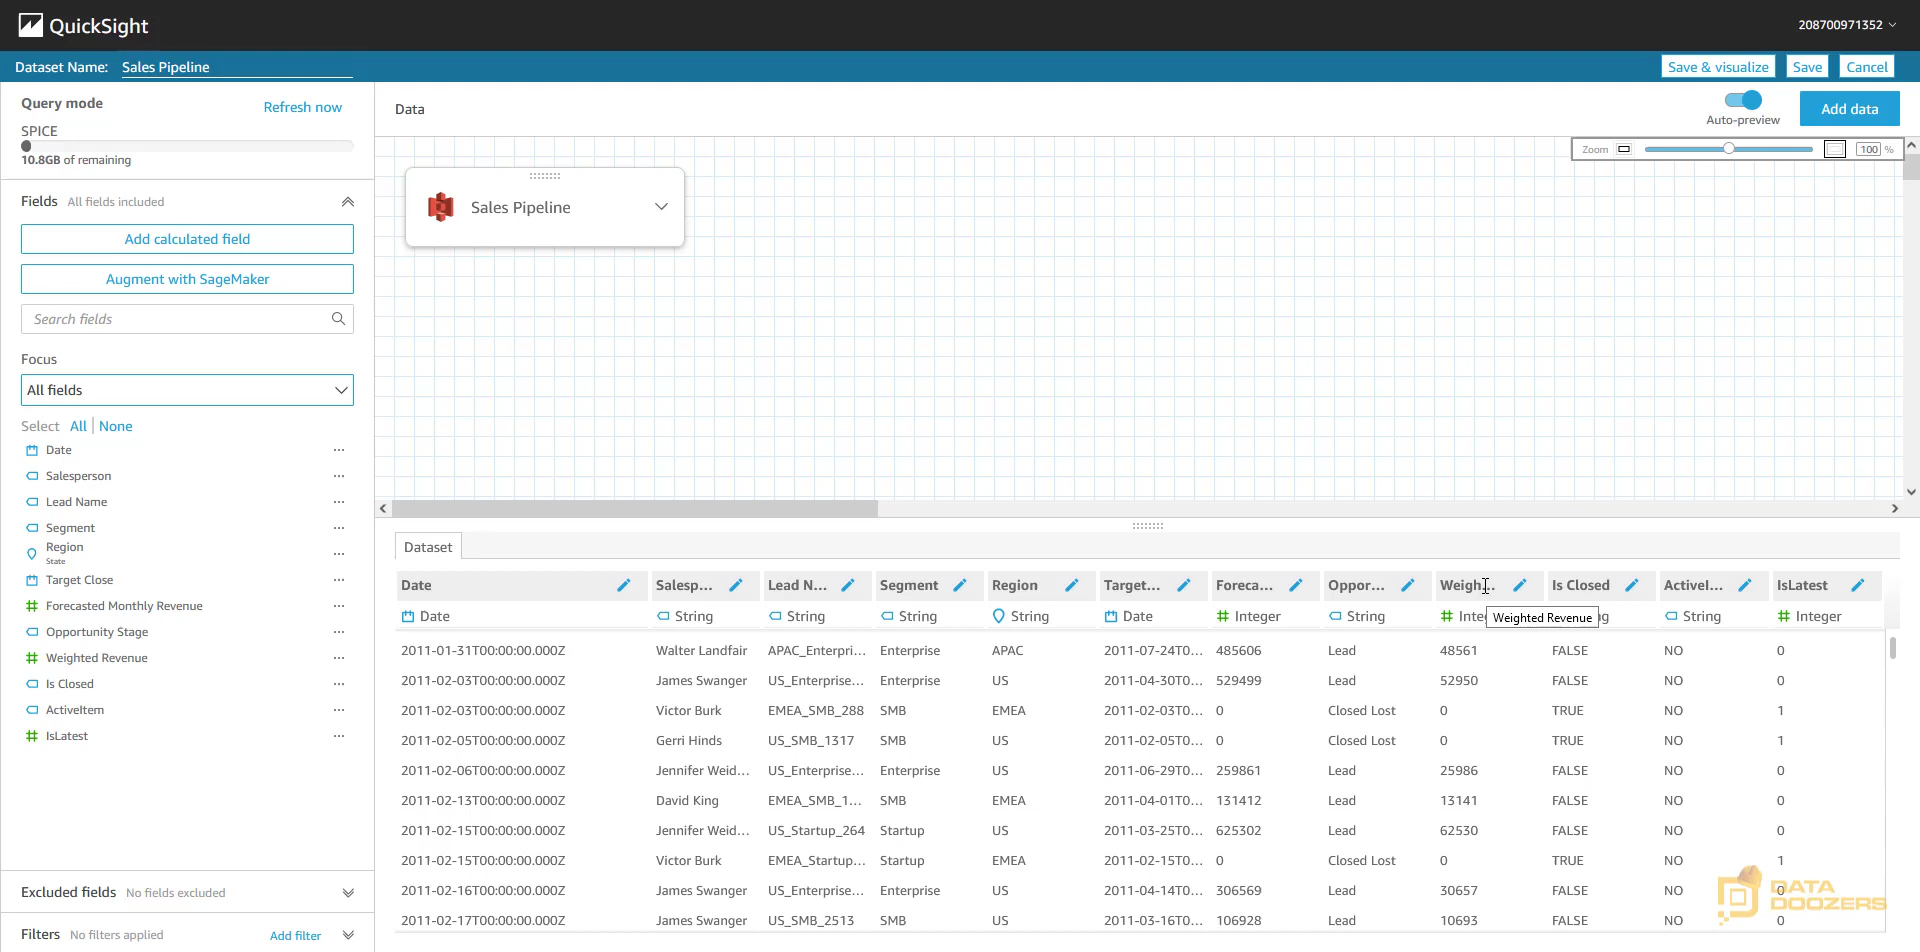 QuickSight
208700971352
Dataset Name: Sales Pipeline
Save & visualize Save Cancel
Query mode
Refresh now
SPICE
10.8GB of remaining
Data
Auto-preview
Add data
Zoom 100 %
Fields All fields included
Add calculated field
Augment with SageMaker
Search fields
Focus
All fields
Select All None
Date
Salesperson
Lead Name
Segment
Region
State
Target Close
Forecasted Monthly Revenue
Opportunity Stage
Weighted Revenue
Is Closed
ActiveItem
IsLatest
Excluded fields No fields excluded
Filters No filters applied Add filter
Sales Pipeline
Dataset
Date Salesp... Lead N... Segment Region Target... Foreca... Oppor... Weigh... Is Closed ActiveI... IsLatest
Date String String String String Date Integer String Inte g String Integer
Weighted Revenue
2011-01-31T00:00:00.000Z Walter Landfair APAC_Enterpri... Enterprise APAC 2011-07-24T0... 485606 Lead 48561 FALSE NO 0
2011-02-03T00:00:00.000Z James Swanger US_Enterprise... Enterprise US 2011-04-30T0... 529499 Lead 52950 FALSE NO 0
2011-02-03T00:00:00.000Z Victor Burk EMEA_SMB_288 SMB EMEA 2011-02-03T0... 0 Closed Lost 0 TRUE NO 1
2011-02-05T00:00:00.000Z Gerri Hinds US_SMB_1317 SMB US 2011-02-05T0... 0 Closed Lost 0 TRUE NO 1
2011-02-06T00:00:00.000Z Jennifer Weid... US_Enterprise... Enterprise US 2011-06-29T0... 259861 Lead 25986 FALSE NO 0
2011-02-13T00:00:00.000Z David King EMEA_SMB_1... SMB EMEA 2011-04-01T0... 131412 Lead 13141 FALSE NO 0
2011-02-15T00:00:00.000Z Jennifer Weid... US_Startup_264 Startup US 2011-03-25T0... 625302 Lead 62530 FALSE NO 0
2011-02-15T00:00:00.000Z Victor Burk EMEA_Startup... Startup EMEA 2011-02-15T0... 0 Closed Lost 0 TRUE NO 1
2011-02-16T00:00:00.000Z James Swanger US_Enterprise... Enterprise US 2011-04-14T0... 306569 Lead 30657 FALSE NO 0
2011-02-17T00:00:00.000Z James Swanger US_SMB_2513 SMB US 2011-03-16T0... 106928 Lead 10693 FALSE NO 0
DATA
DOOZERS